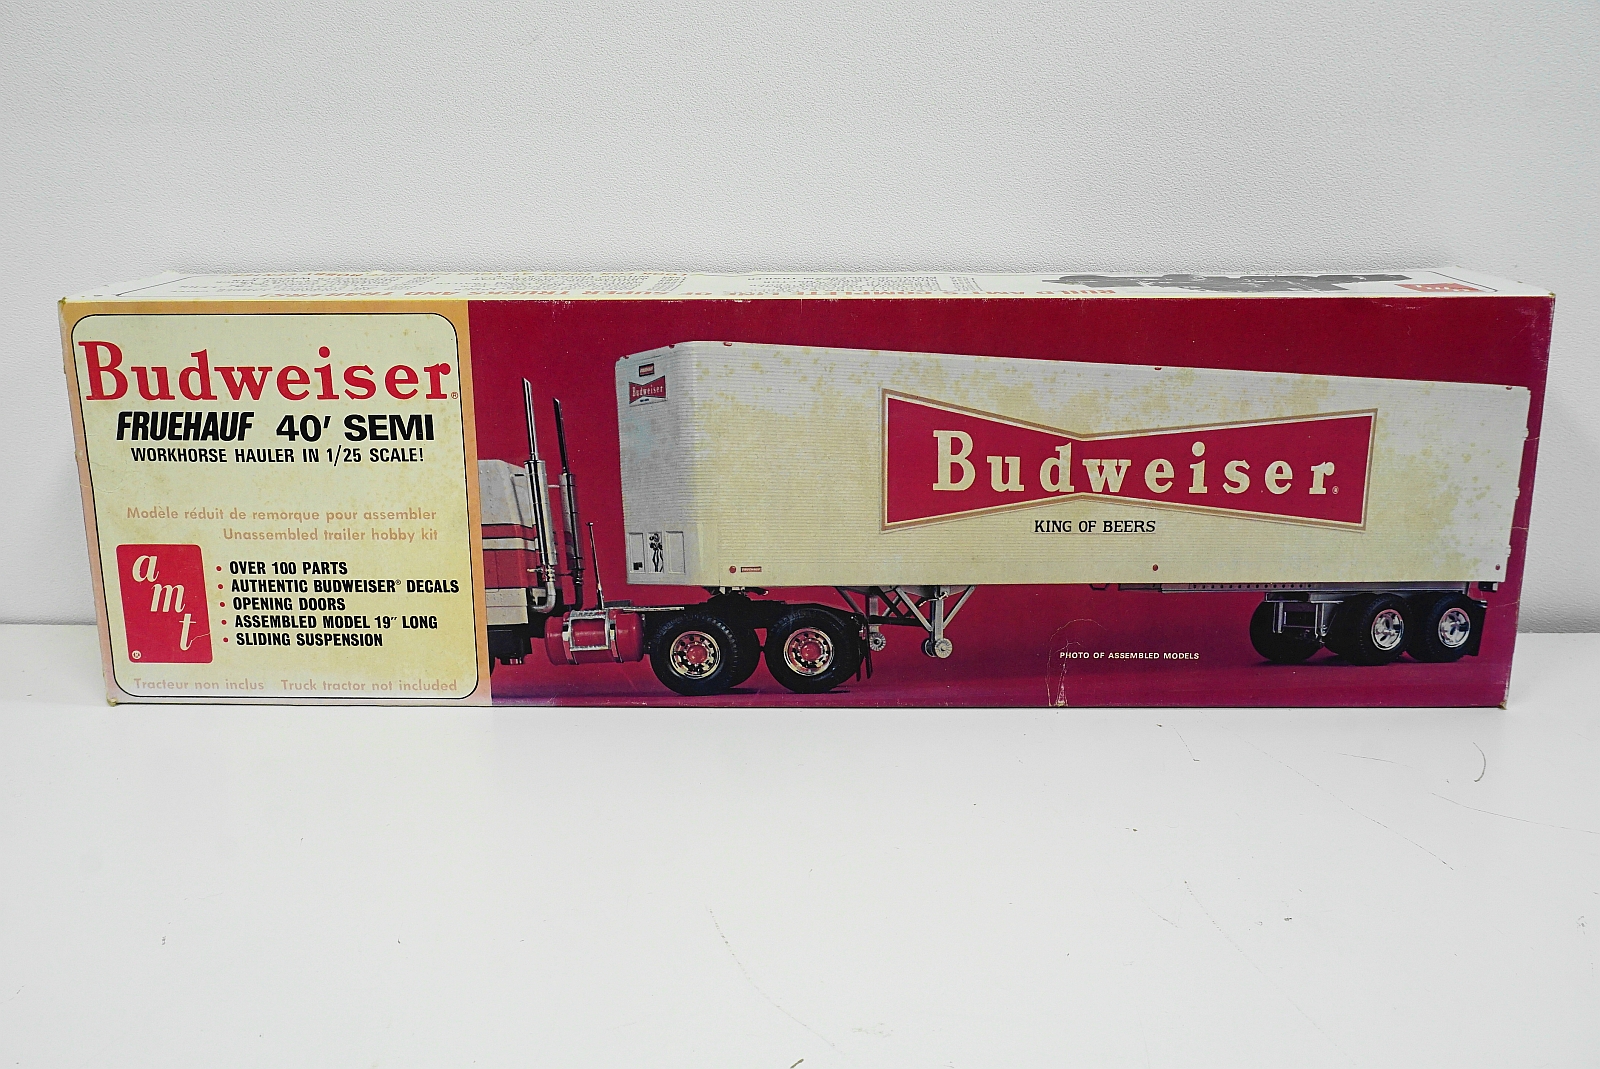 Budweiser®
FRUEHAUF 40' SEMI
WORKHORSE HAULER IN 1/25 SCALE!
Modèle réduit de remorque pour assembler
Unassembled trailer hobby kit
amt
®
• OVER 100 PARTS
• AUTHENTIC BUDWEISER® DECALS
• OPENING DOORS
• ASSEMBLED MODEL 19" LONG
• SLIDING SUSPENSION
Tracteur non inclus Truck tractor not included
Budweiser
Budweiser®
KING OF BEERS
PHOTO OF ASSEMBLED MODELS